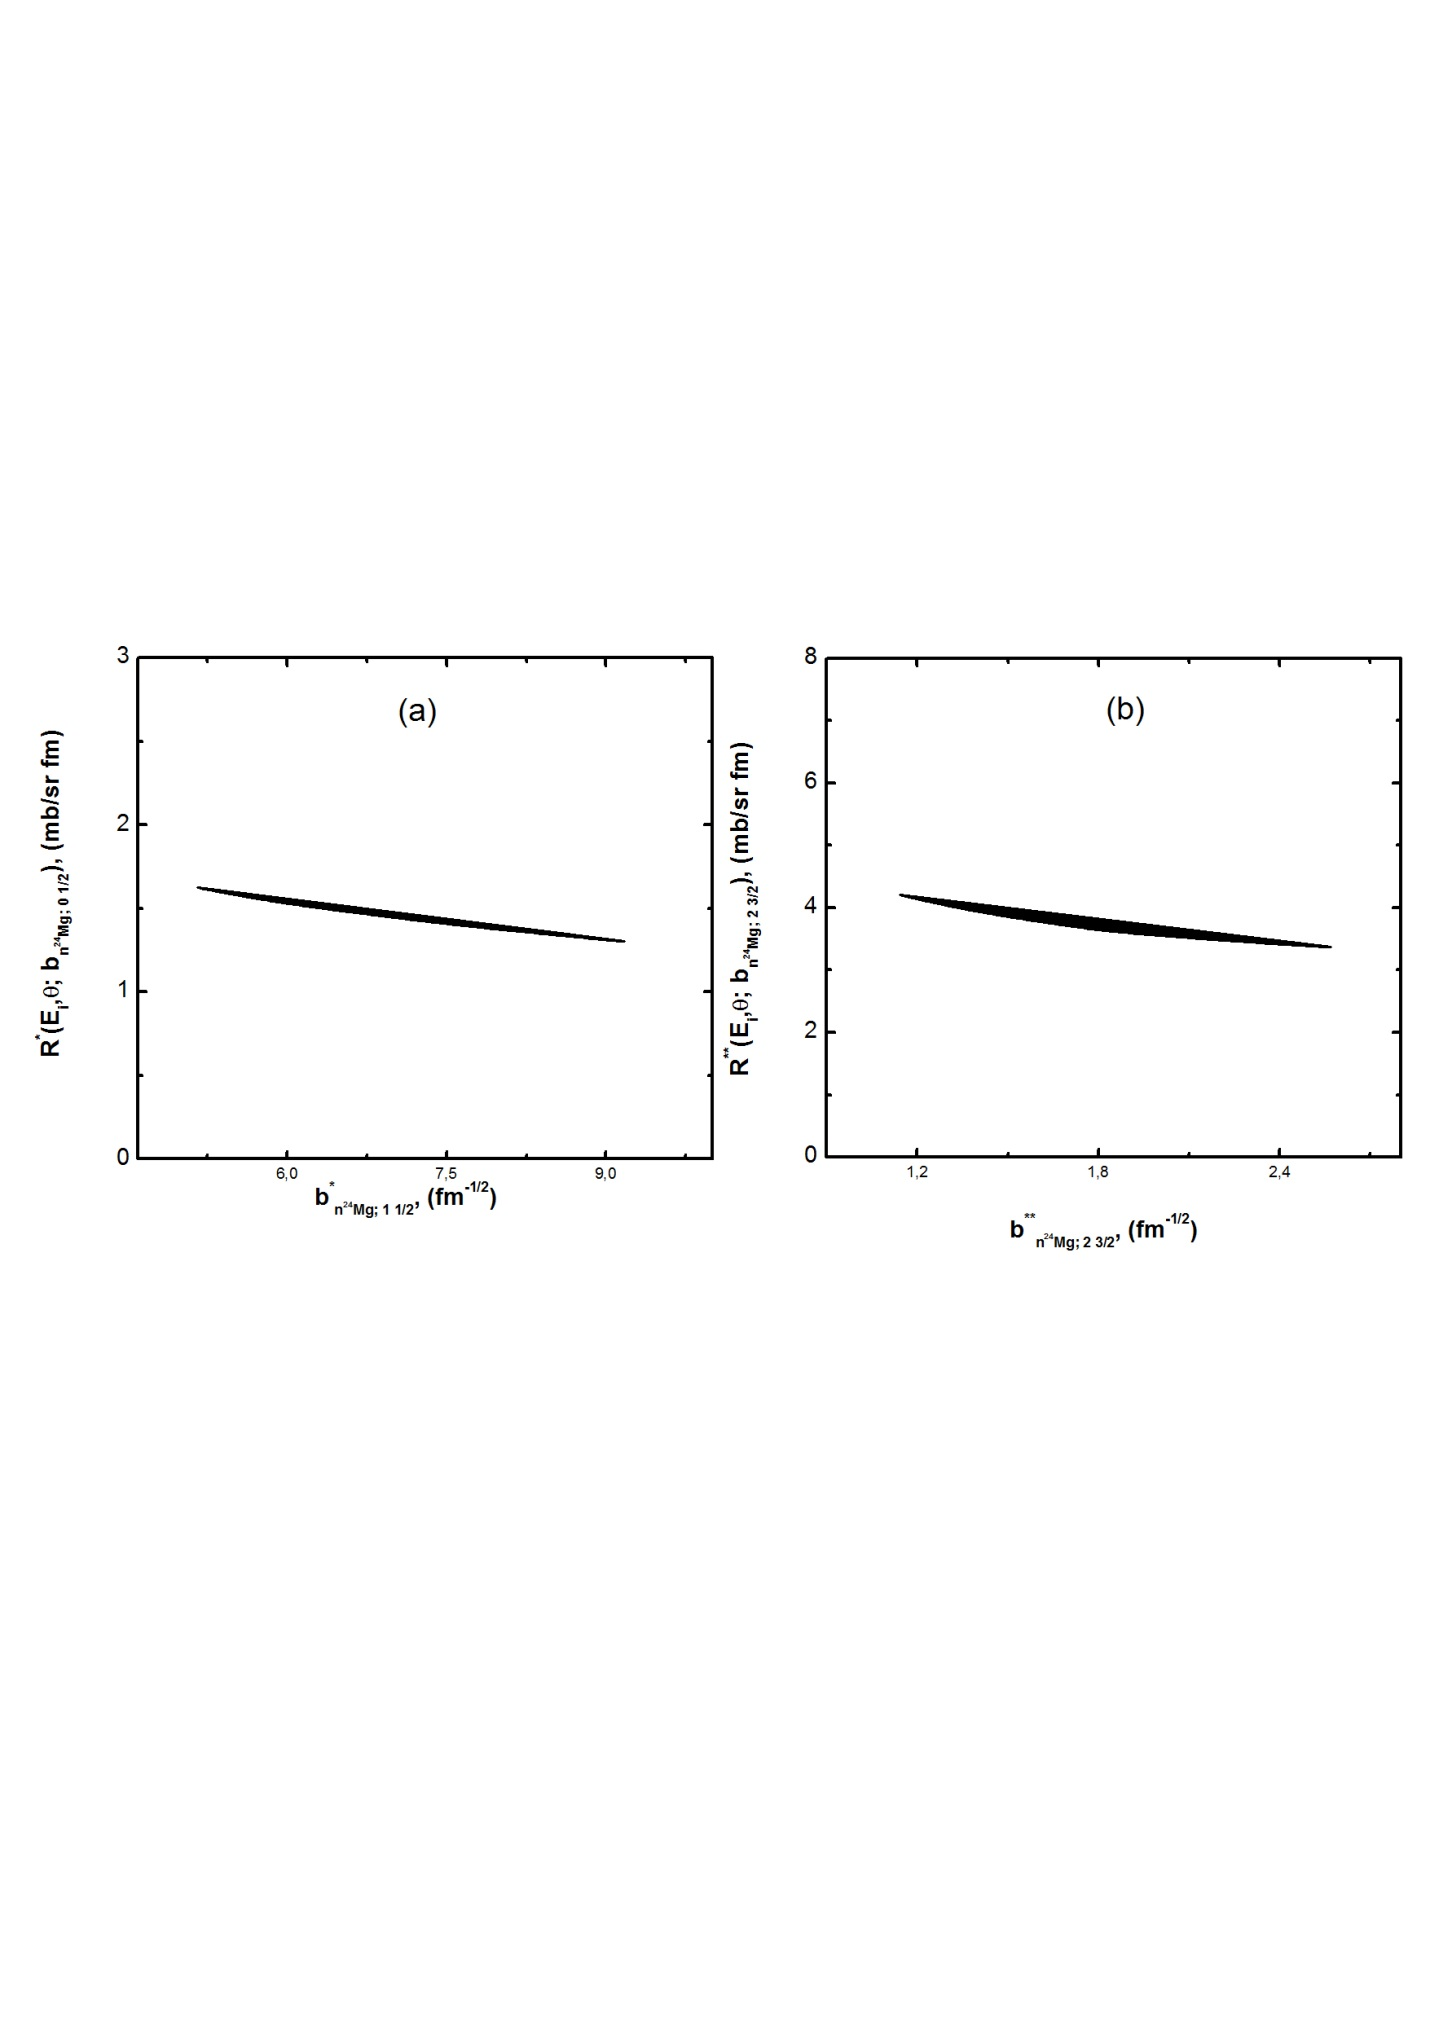 (a)
3
2
1
0
R*(Ei,θ; bn24Mg; 0 1/2), (mb/sr fm)
6,0 7,5 9,0
b*n24Mg; 1 1/2, (fm-1/2)
(b)
8
6
4
2
0
R**(Ei,θ; bn24Mg; 2 3/2), (mb/sr fm)
1,2 1,8 2,4
b**n24Mg; 2 3/2, (fm-1/2)